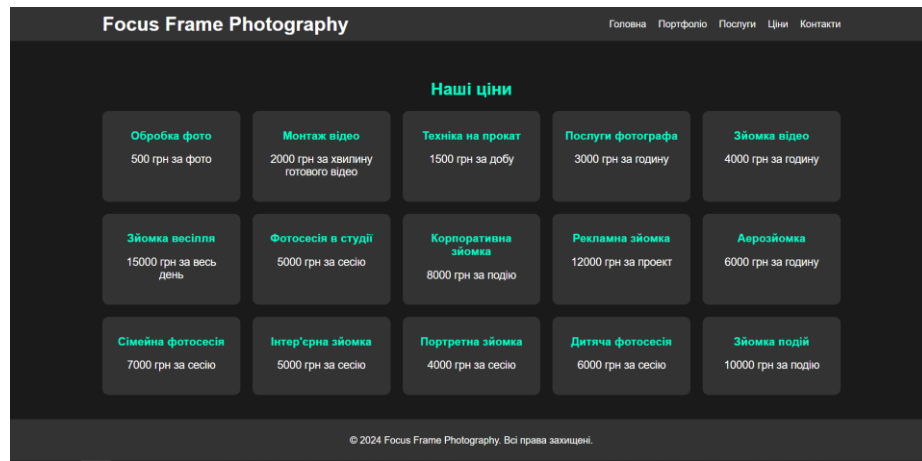 Focus Frame Photography
Головна Портфоліо Послуги Ціни Контакти
Наші ціни
Обробка фото
500 грн за фото
Монтаж відео
2000 грн за хвилину
готового відео
Техніка на прокат
1500 грн за добу
Послуги фотографа
3000 грн за годину
Зйомка відео
4000 грн за годину
Зйомка весілля
15000 грн за весь
день
Фотосесія в студії
5000 грн за сесію
Корпоративна
зйомка
8000 грн за подію
Рекламна зйомка
12000 грн за проект
Аерозйомка
6000 грн за годину
Сімейна фотосесія
7000 грн за сесію
Інтер'єрна зйомка
5000 грн за сесію
Портретна зйомка
4000 грн за сесію
Дитяча фотосесія
6000 грн за сесію
Зйомка подій
10000 грн за подію
© 2024 Focus Frame Photography. Всі права захищені.